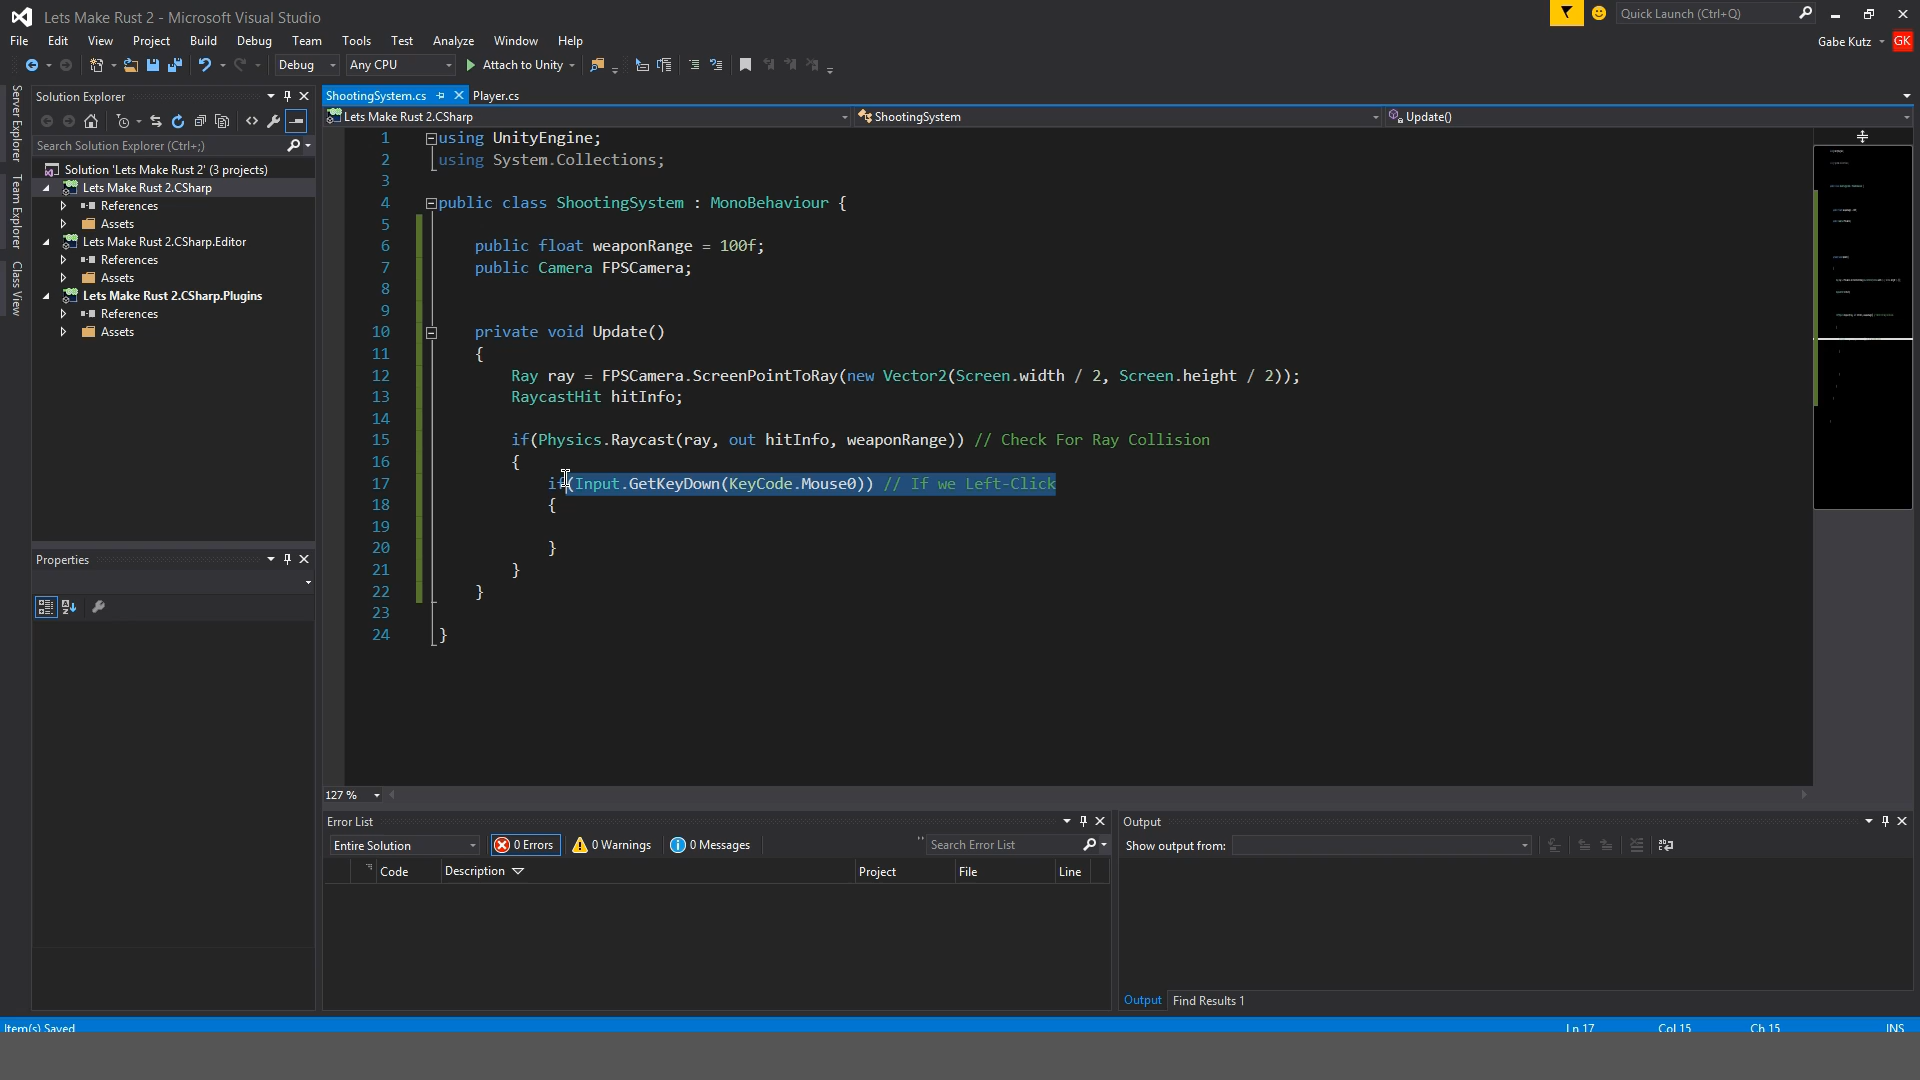 Lets Make Rust 2 - Microsoft Visual Studio
Quick Launch (Ctrl+Q)
File Edit View Project Build Debug Team Tools Test Analyze Window Help
Gabe Kutz GK
Debug Any CPU Attach to Unity
Server Explorer
Team Explorer
Class View
Solution Explorer
Search Solution Explorer (Ctrl+;)
Solution 'Lets Make Rust 2' (3 projects)
Lets Make Rust 2.CSharp
References
Assets
Lets Make Rust 2.CSharp.Editor
References
Assets
Lets Make Rust 2.CSharp.Plugins
References
Assets
Properties
ShootingSystem.cs Player.cs
Lets Make Rust 2.CSharp ShootingSystem Update()
1 using UnityEngine;
2 using System.Collections;
3
4 public class ShootingSystem : MonoBehaviour {
5
6 public float weaponRange = 100f;
7 public Camera FPSCamera;
8
9
10 private void Update()
11 {
12 Ray ray = FPSCamera.ScreenPointToRay(new Vector2(Screen.width / 2, Screen.height / 2));
13 RaycastHit hitInfo;
14
15 if(Physics.Raycast(ray, out hitInfo, weaponRange)) // Check For Ray Collision
16 {
17 if(Input.GetKeyDown(KeyCode.Mouse0)) // If we Left-Click
18 {
19
20 }
21 }
22 }
23
24 }
127 %
Error List
Entire Solution 0 Errors 0 Warnings 0 Messages Search Error List
Code Description Project File Line
Output
Show output from:
Output Find Results 1
Item(s) Saved Ln 17 Col 15 Ch 15 INS